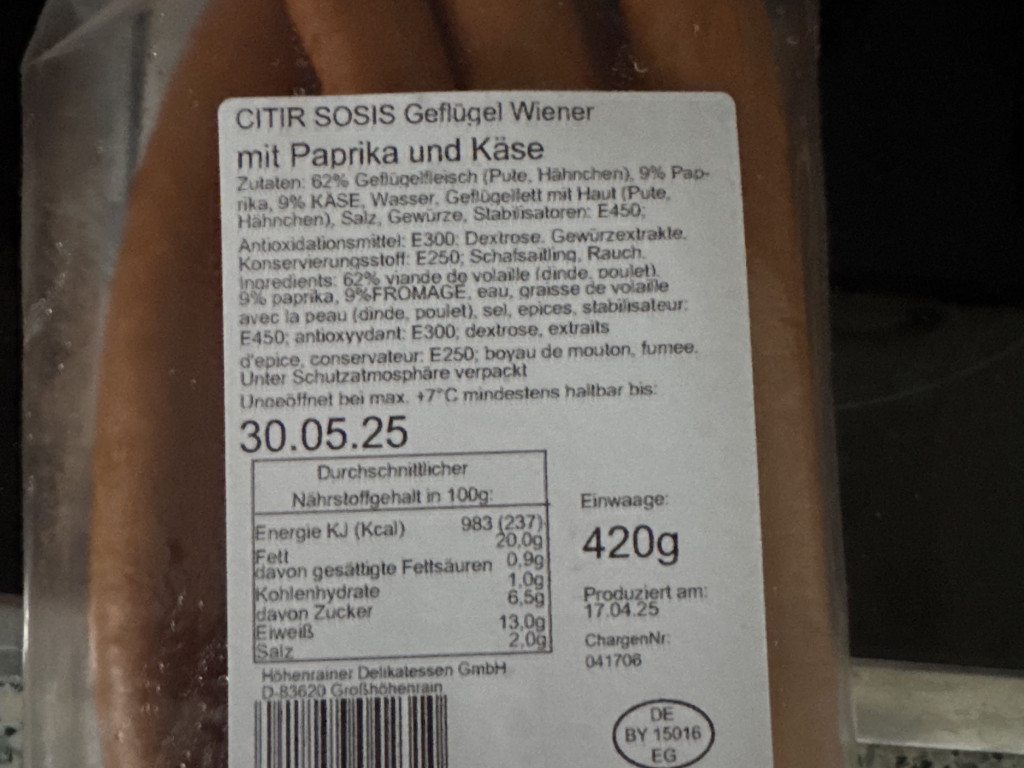 CITIR SOSIS Geflügel Wiener
mit Paprika und Käse
Zutaten: 62% Geflügelfleisch (Pute, Hähnchen), 9% Pap-
rika, 9% KÄSE, Wasser, Geflügelfett mit Haut (Pute,
Hähnchen), Salz, Gewürze, Stabilisatoren: E450;
Antioxidationsmittel: E300; Dextrose. Gewürzextrakte.
Konservierungsstoff: E250; Schafsaitling, Rauch.
Ingredients: 62% viande de volaille (dinde, poulet).
9% paprika, 9%FROMAGE, eau, graisse de volaille
avec la peau (dinde, poulet), sel, epices, stabilisateur:
E450; antioxyydant: E300; dextrose, extraits
d'epice, conservateur: E250; boyau de mouton, fumee.
Unter Schutzatmosphäre verpackt
Ungeöffnet bei max. +7°C mindestens haltbar bis:
30.05.25
Durchschnittlicher
Nährstoffgehalt in 100g:
Energie KJ (Kcal) 983 (237)
Fett 20,0g
davon gesättigte Fettsäuren 0,9g
Kohlenhydrate 1,0g
davon Zucker 6,5g
Eiweiß 13,0g
Salz 2,0g
Einwaage:
420g
Produziert am:
17.04.25
ChargenNr:
041706
Höhenrainer Delikatessen GmbH
D-83620 Großhöhenrain
DE
BY 15016
EG